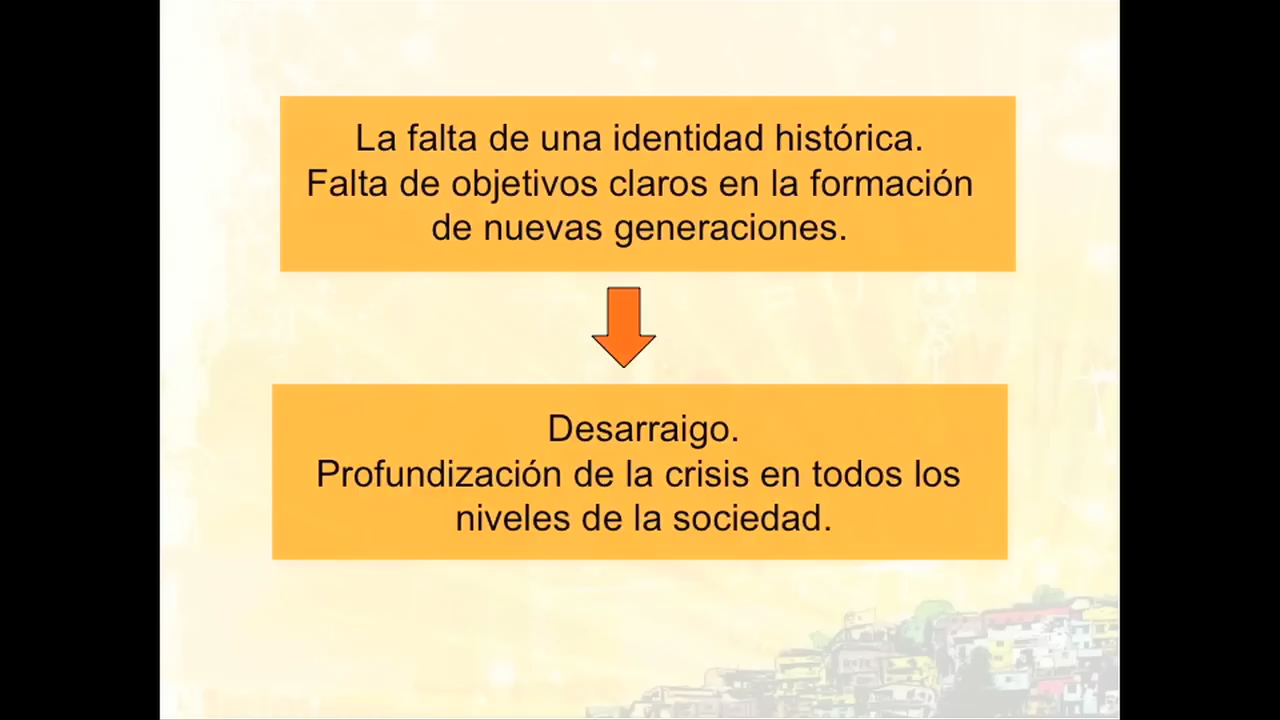 La falta de una identidad histórica.
Falta de objetivos claros en la formación
de nuevas generaciones.
Desarraigo.
Profundización de la crisis en todos los
niveles de la sociedad.